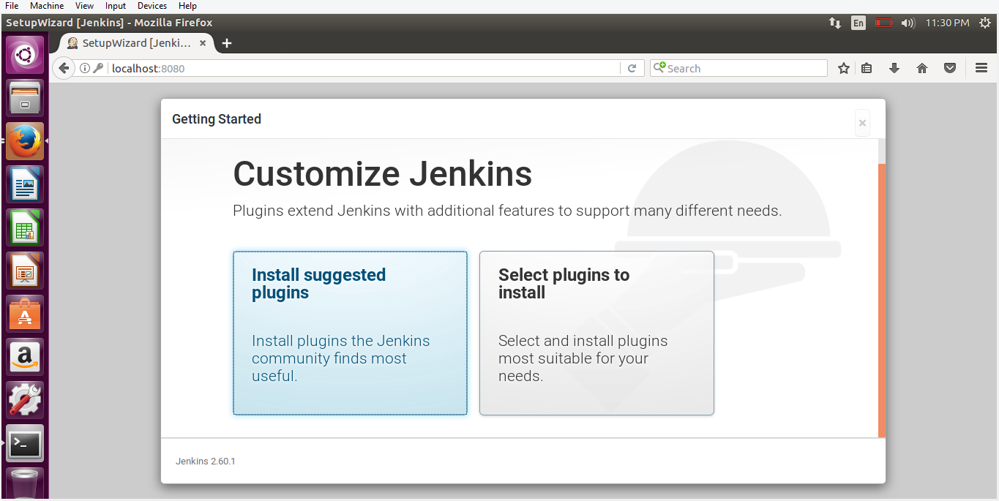 File Machine View Input Devices Help
SetupWizard [Jenkins] - Mozilla Firefox
En
11:30 PM
SetupWizard [Jenki...
localhost:8080
Search
Getting Started
Customize Jenkins
Plugins extend Jenkins with additional features to support many different needs.
Install suggested
plugins
Install plugins the Jenkins
community finds most
useful.
Select plugins to
install
Select and install plugins
most suitable for your
needs.
Jenkins 2.60.1